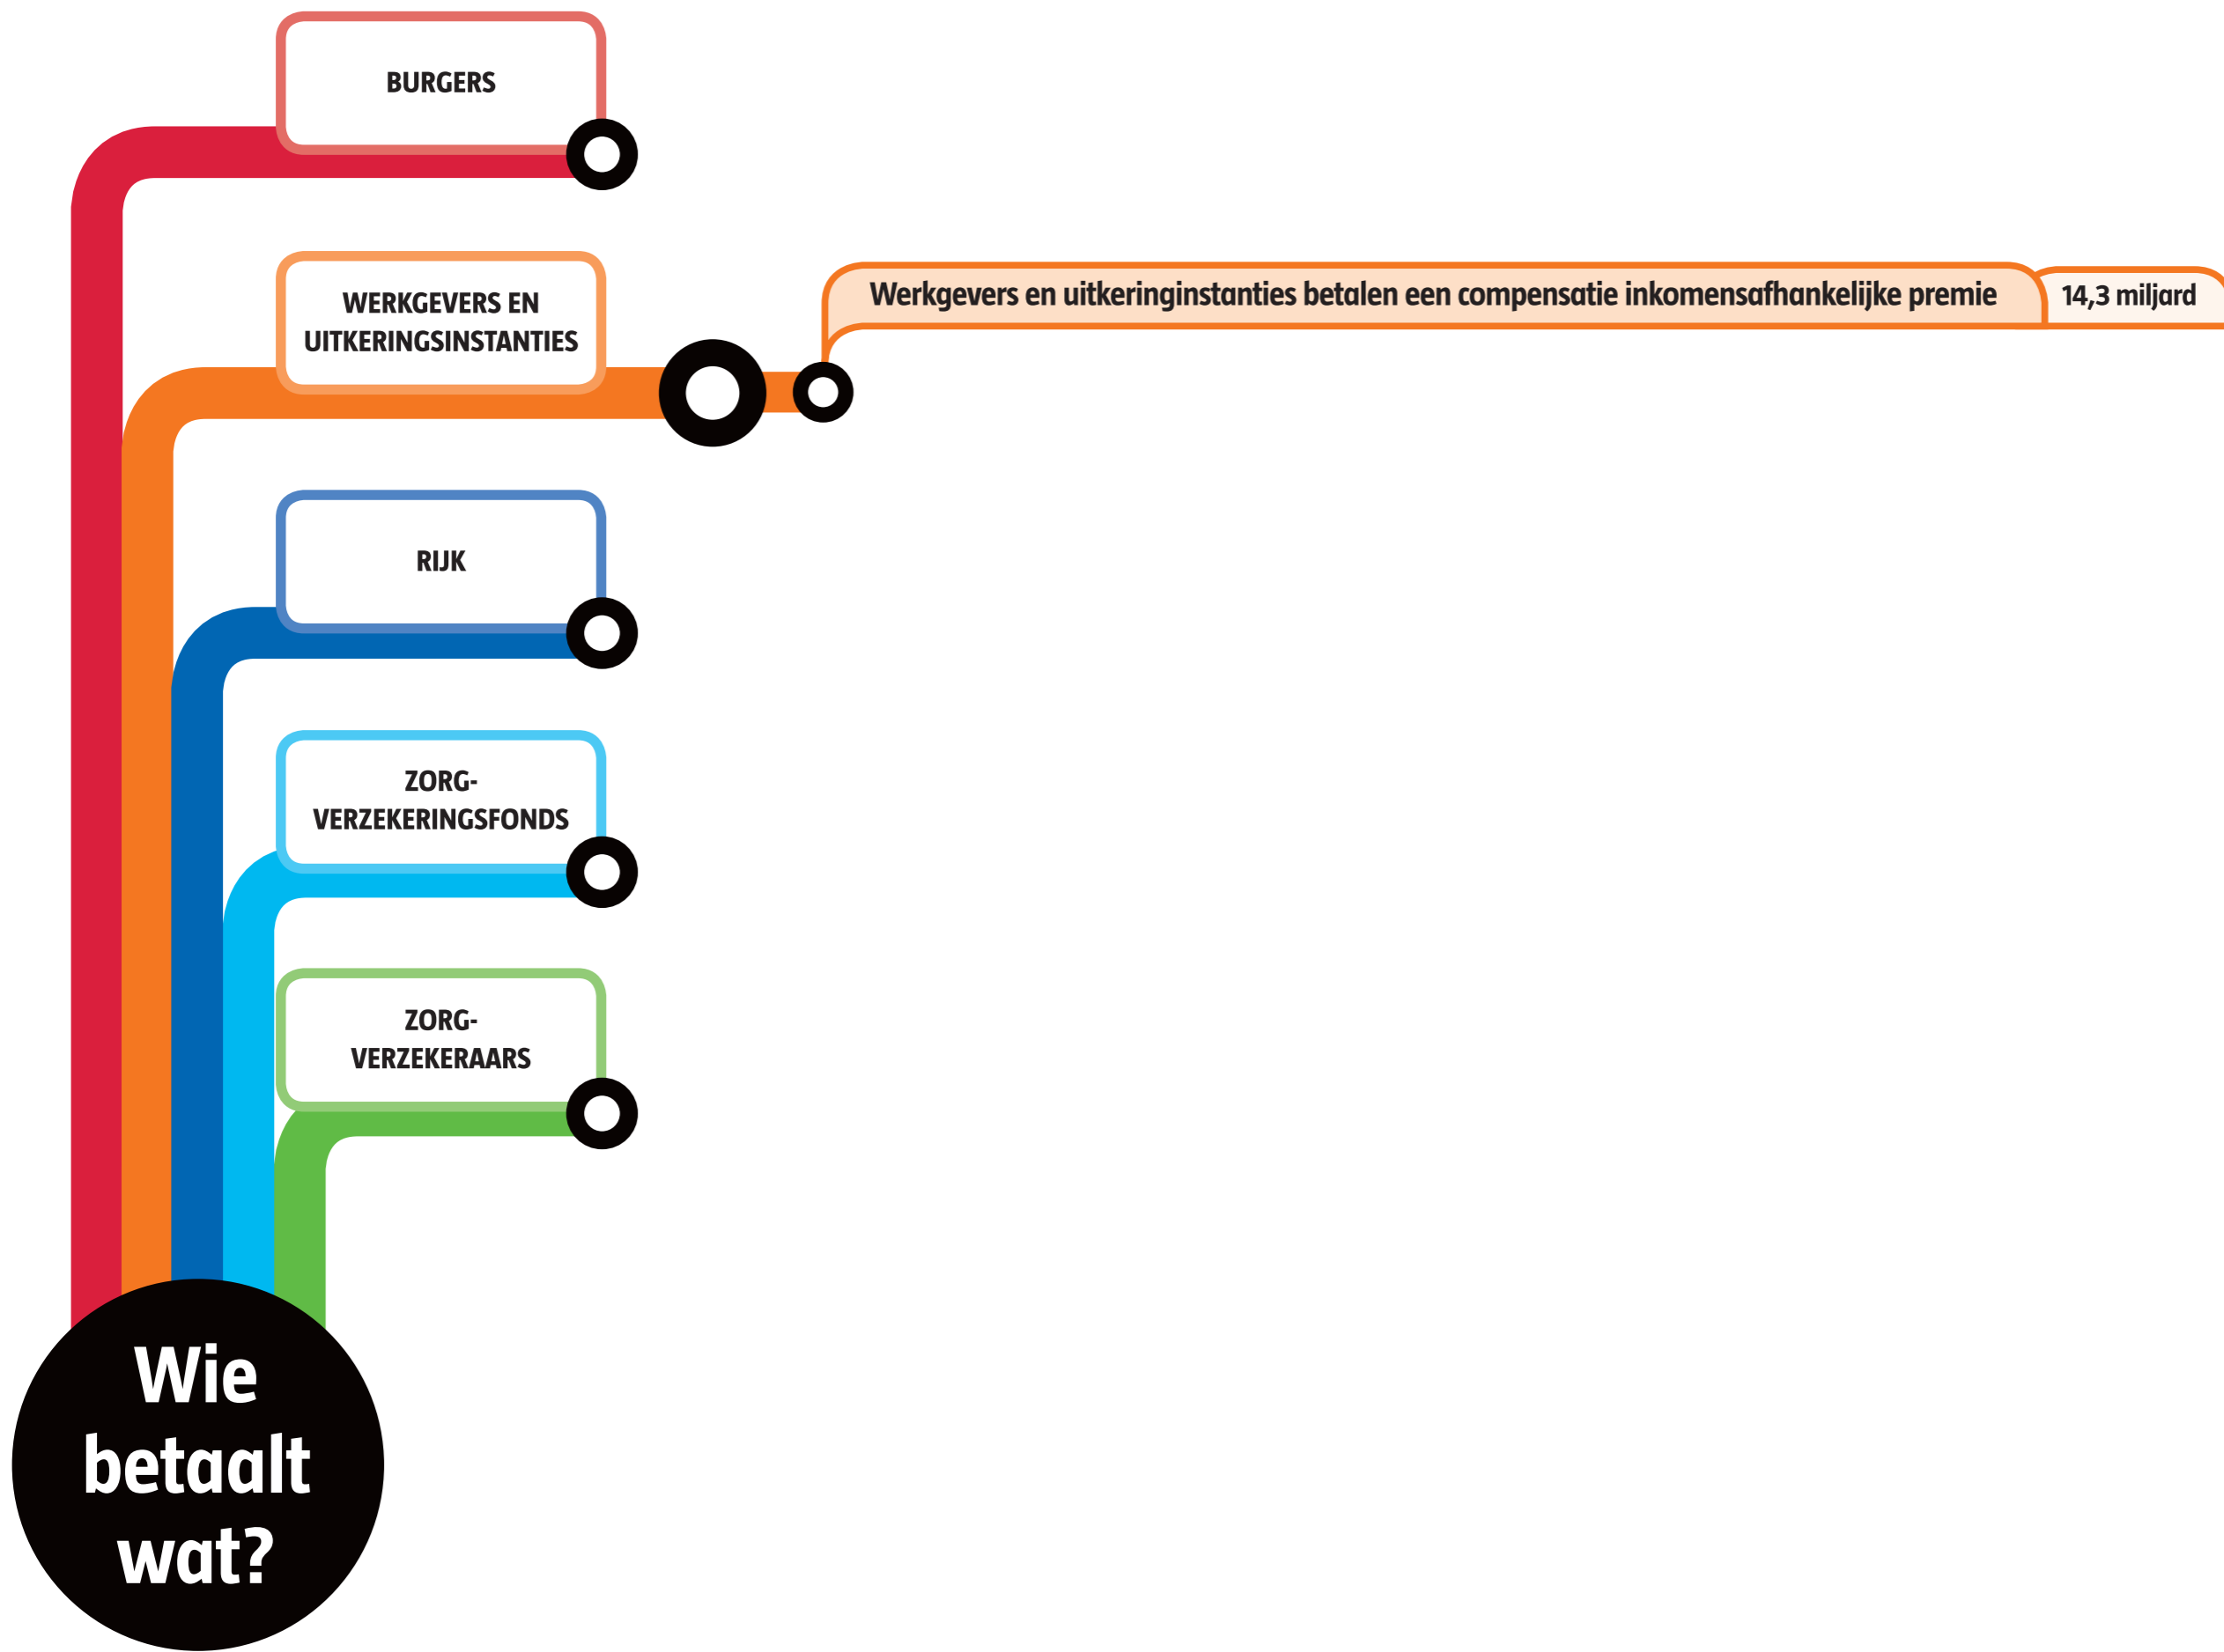 BURGERS
WERKGEVERS EN
UITKERINGSINSTANTIES
Werkgevers en uitkeringinstanties betalen een compensatie inkomensafhankelijke premie
14,3 miljard
RIJK
ZORG-
VERZEKERINGSFONDS
ZORG-
VERZEKERAARS
Wie
betaalt
wat?